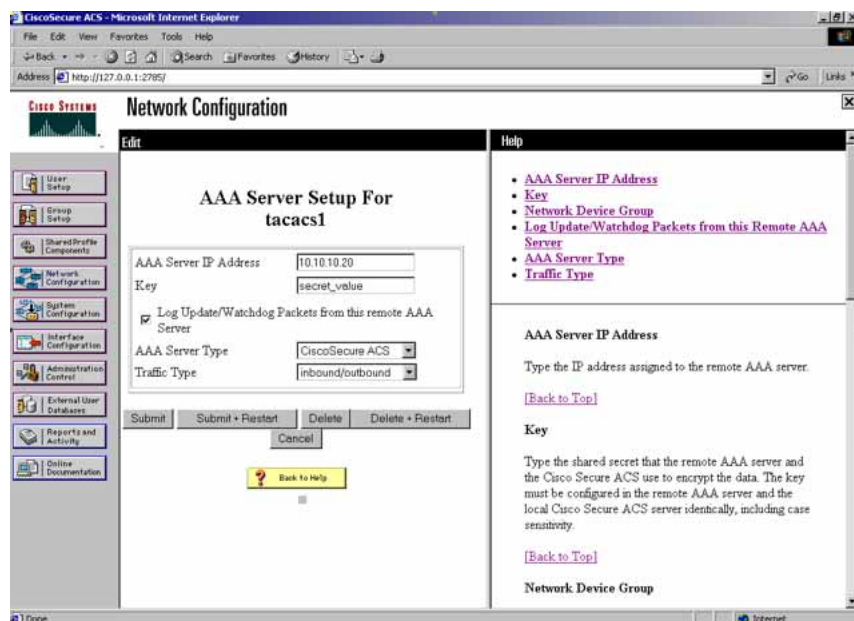 CiscoSecure ACS - Microsoft Internet Explorer
File Edit View Favorites Tools Help
Back Search Favorites History
Address http://127.0.0.1:2785/ Go Links
CISCO SYSTEMS
Network Configuration
User Setup
Group Setup
Shared Profile Components
Network Configuration
System Configuration
Interface Configuration
Administration Control
External User Databases
Reports and Activity
Online Documentation
Edit
AAA Server Setup For
tacacs1
AAA Server IP Address 10.10.10.20
Key secret_value
Log Update/Watchdog Packets from this remote AAA
Server
AAA Server Type CiscoSecure ACS
Traffic Type inbound/outbound
Submit Submit + Restart Delete Delete + Restart
Cancel
? Back to Help
Help
AAA Server IP Address
Key
Network Device Group
Log Update/Watchdog Packets from this Remote AAA
Server
AAA Server Type
Traffic Type
AAA Server IP Address
Type the IP address assigned to the remote AAA server.
[Back to Top]
Key
Type the shared secret that the remote AAA server and
the Cisco Secure ACS use to encrypt the data. The key
must be configured in the remote AAA server and the
local Cisco Secure ACS server identically, including case
sensitivity.
[Back to Top]
Network Device Group
Done Internet